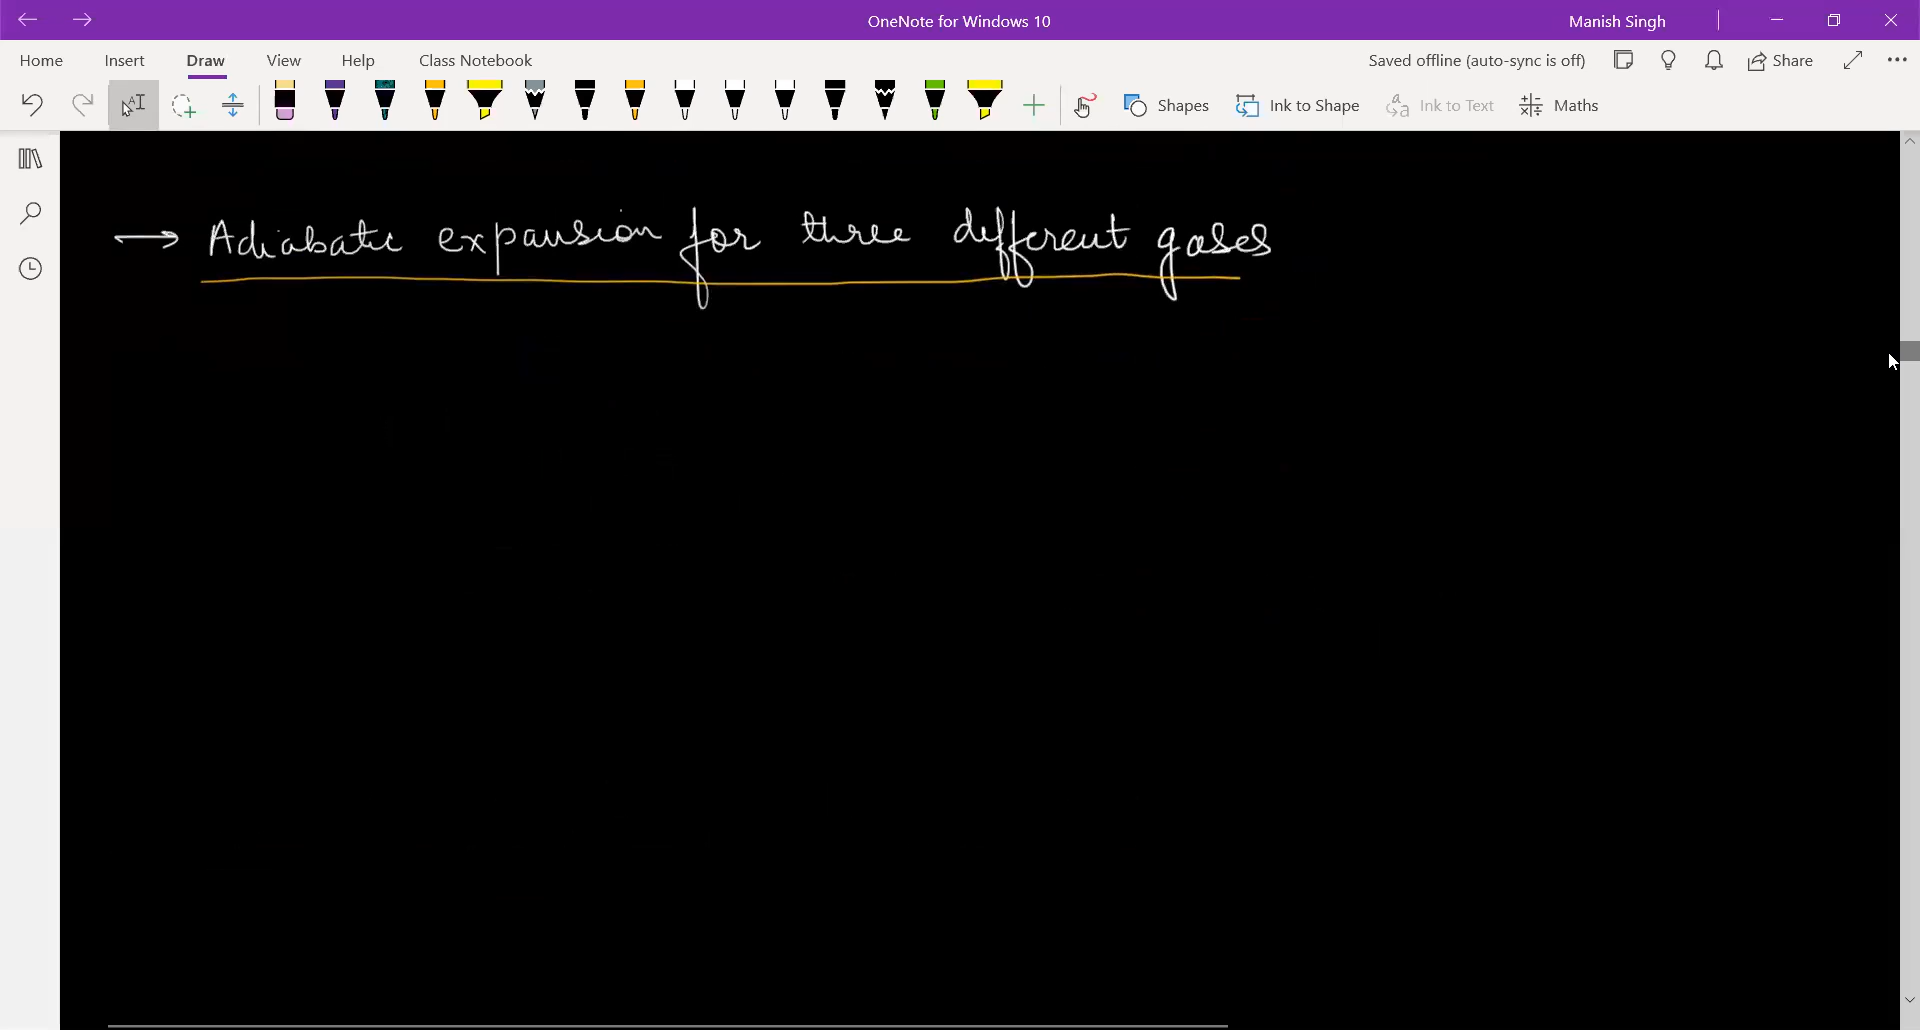 OneNote for Windows 10
Manish Singh
Home Insert Draw View Help Class Notebook
Saved offline (auto-sync is off) Share
Shapes Ink to Shape Ink to Text Maths
→ Adiabatic expansion for three different gases